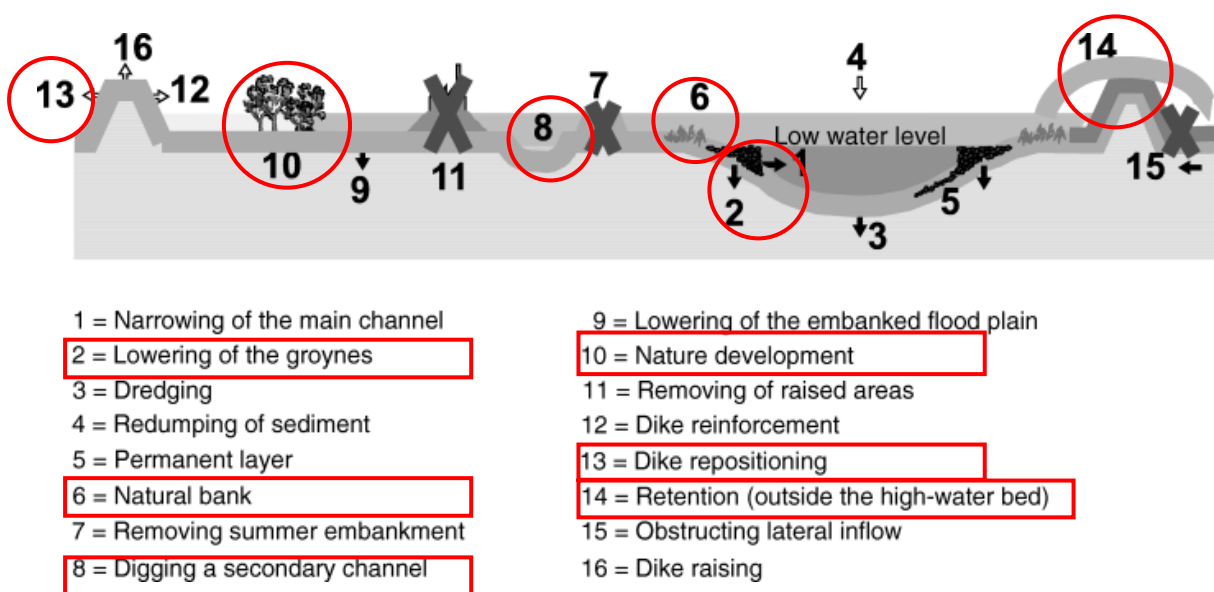 16
14
4
13
12
7
6
8
Low water level
1
10
11
15
9
5
2
3
1 = Narrowing of the main channel
2 = Lowering of the groynes
3 = Dredging
4 = Redumping of sediment
5 = Permanent layer
6 = Natural bank
7 = Removing summer embankment
8 = Digging a secondary channel
9 = Lowering of the embanked flood plain
10 = Nature development
11 = Removing of raised areas
12 = Dike reinforcement
13 = Dike repositioning
14 = Retention (outside the high-water bed)
15 = Obstructing lateral inflow
16 = Dike raising